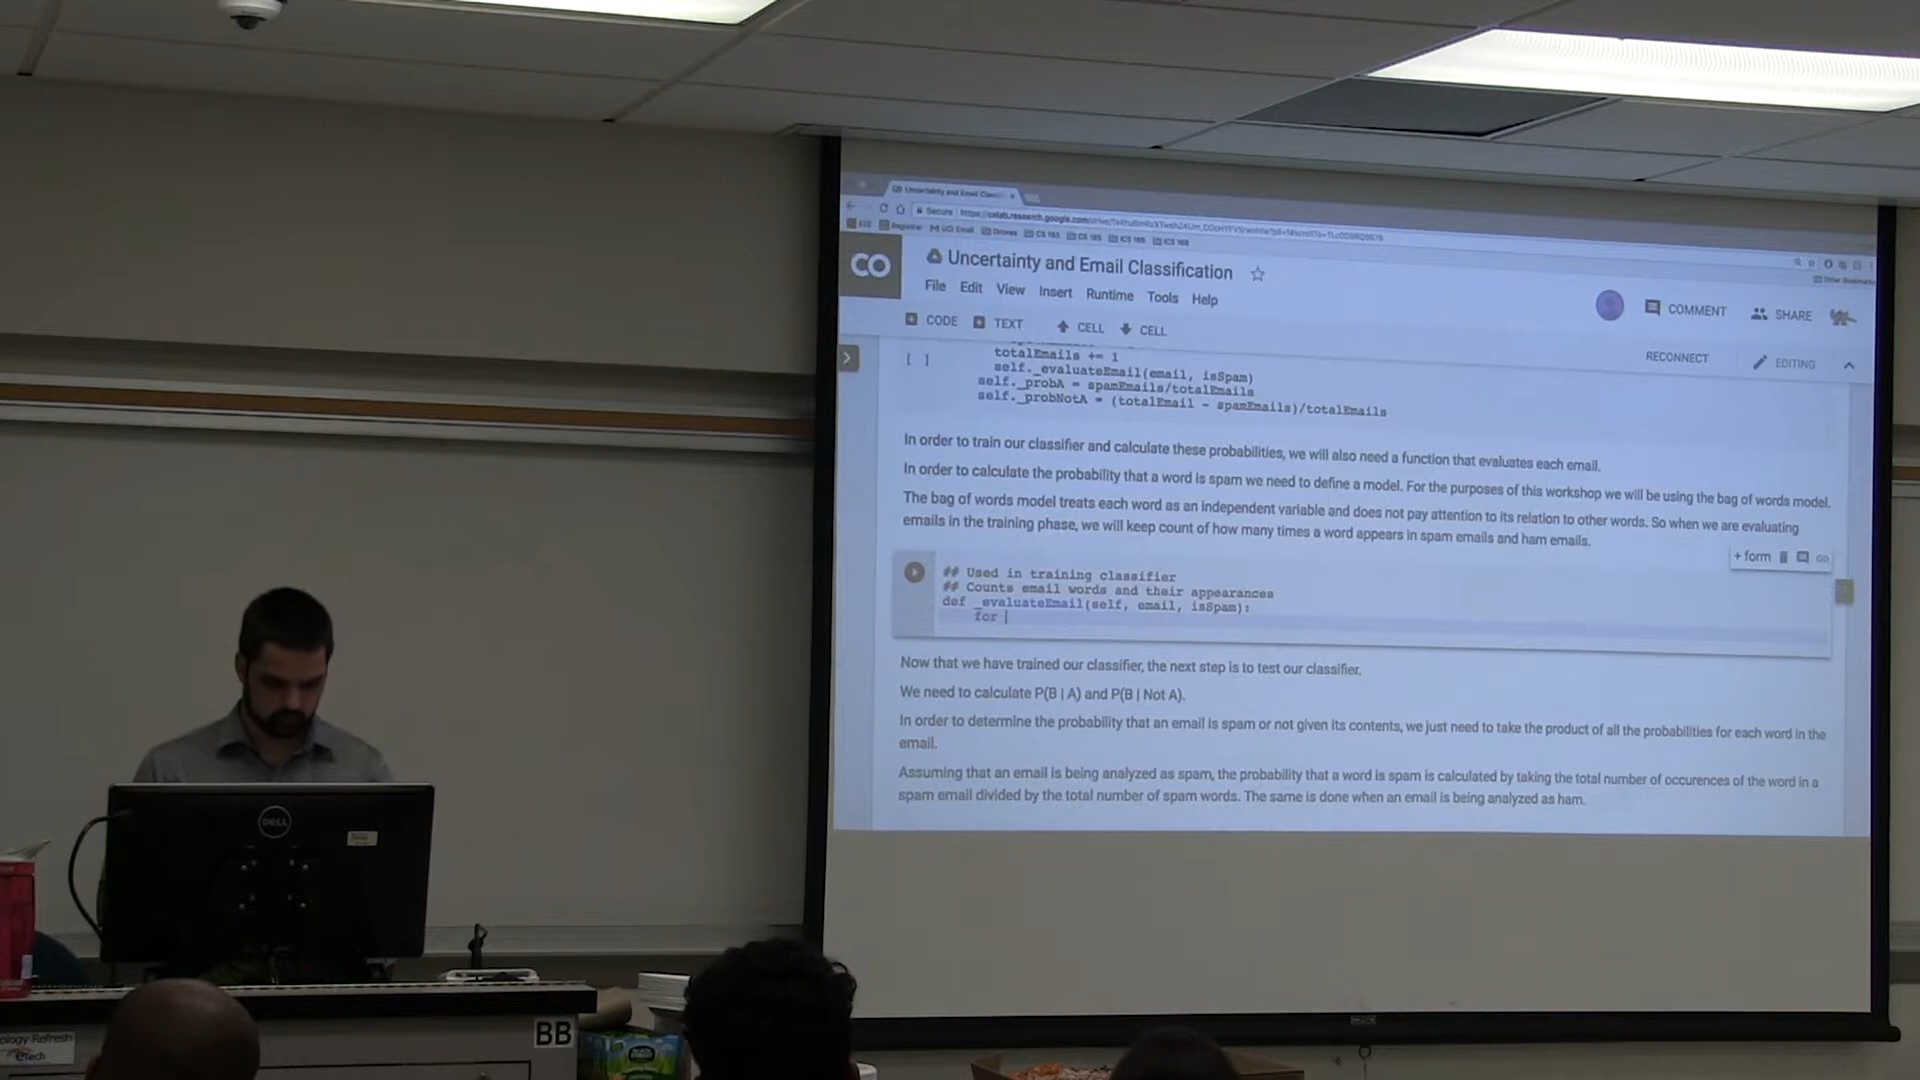 Uncertainty and Email Classification
File Edit View Insert Runtime Tools Help
COMMENT SHARE
CODE TEXT CELL CELL
RECONNECT EDITING
[ ]
totalEmails += 1
self._evaluateEmail(email, isSpam)
self._probA = spamEmails/totalEmails
self._probNotA = (totalEmail - spamEmails)/totalEmails
In order to train our classifier and calculate these probabilities, we will also need a function that evaluates each email.
In order to calculate the probability that a word is spam we need to define a model. For the purposes of this workshop we will be using the bag of words model.
The bag of words model treats each word as an independent variable and does not pay attention to its relation to other words. So when we are evaluating
emails in the training phase, we will keep count of how many times a word appears in spam emails and ham emails.
+ form
## Used in training classifier
## Counts email words and their appearances
def _evaluateEmail(self, email, isSpam):
for
Now that we have trained our classifier, the next step is to test our classifier.
We need to calculate P(B | A) and P(B | Not A).
In order to determine the probability that an email is spam or not given its contents, we just need to take the product of all the probabilities for each word in the
email.
Assuming that an email is being analyzed as spam, the probability that a word is spam is calculated by taking the total number of occurences of the word in a
spam email divided by the total number of spam words. The same is done when an email is being analyzed as ham.
DELL
BB
ology Refresh
eTech